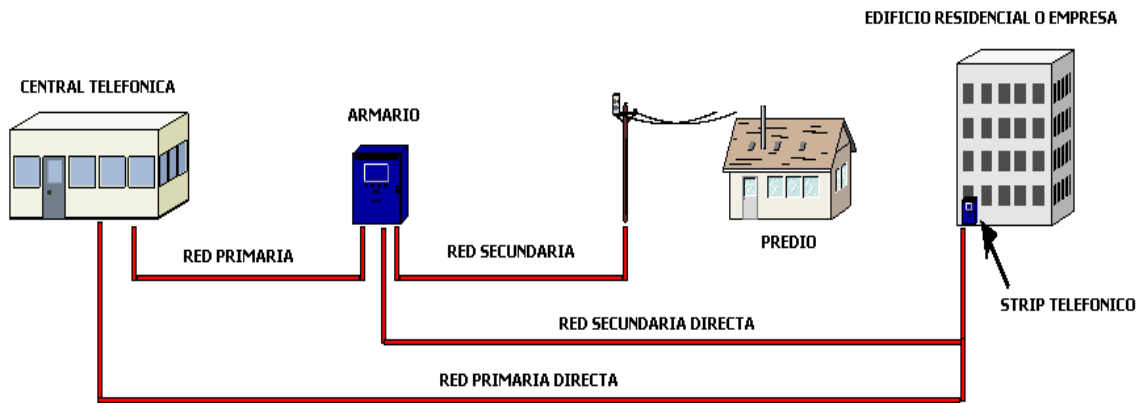 EDIFICIO RESIDENCIAL O EMPRESA
CENTRAL TELEFONICA
ARMARIO
PREDIO
RED PRIMARIA
RED SECUNDARIA
STRIP TELEFONICO
RED SECUNDARIA DIRECTA
RED PRIMARIA DIRECTA